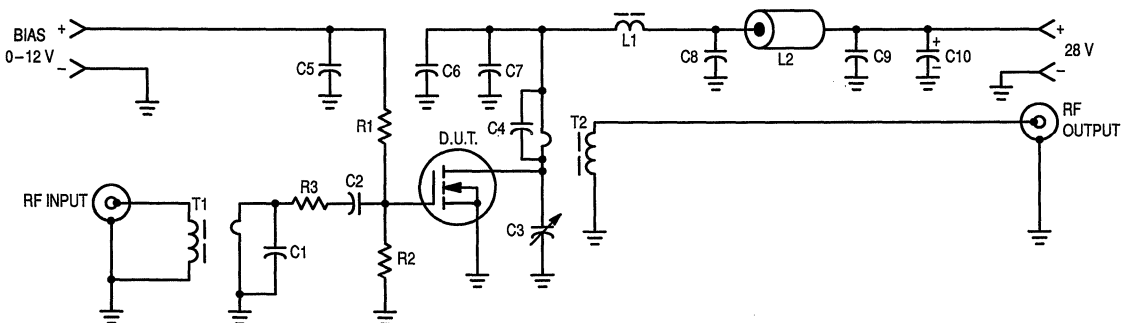 BIAS
0–12 V
+
–
C5
C6
C7
L1
C8
L2
C9
+
–
C10
+
28 V
–
R1
D.U.T.
C4
T2
RF
OUTPUT
RF INPUT
T1
R3
C2
C1
R2
C3